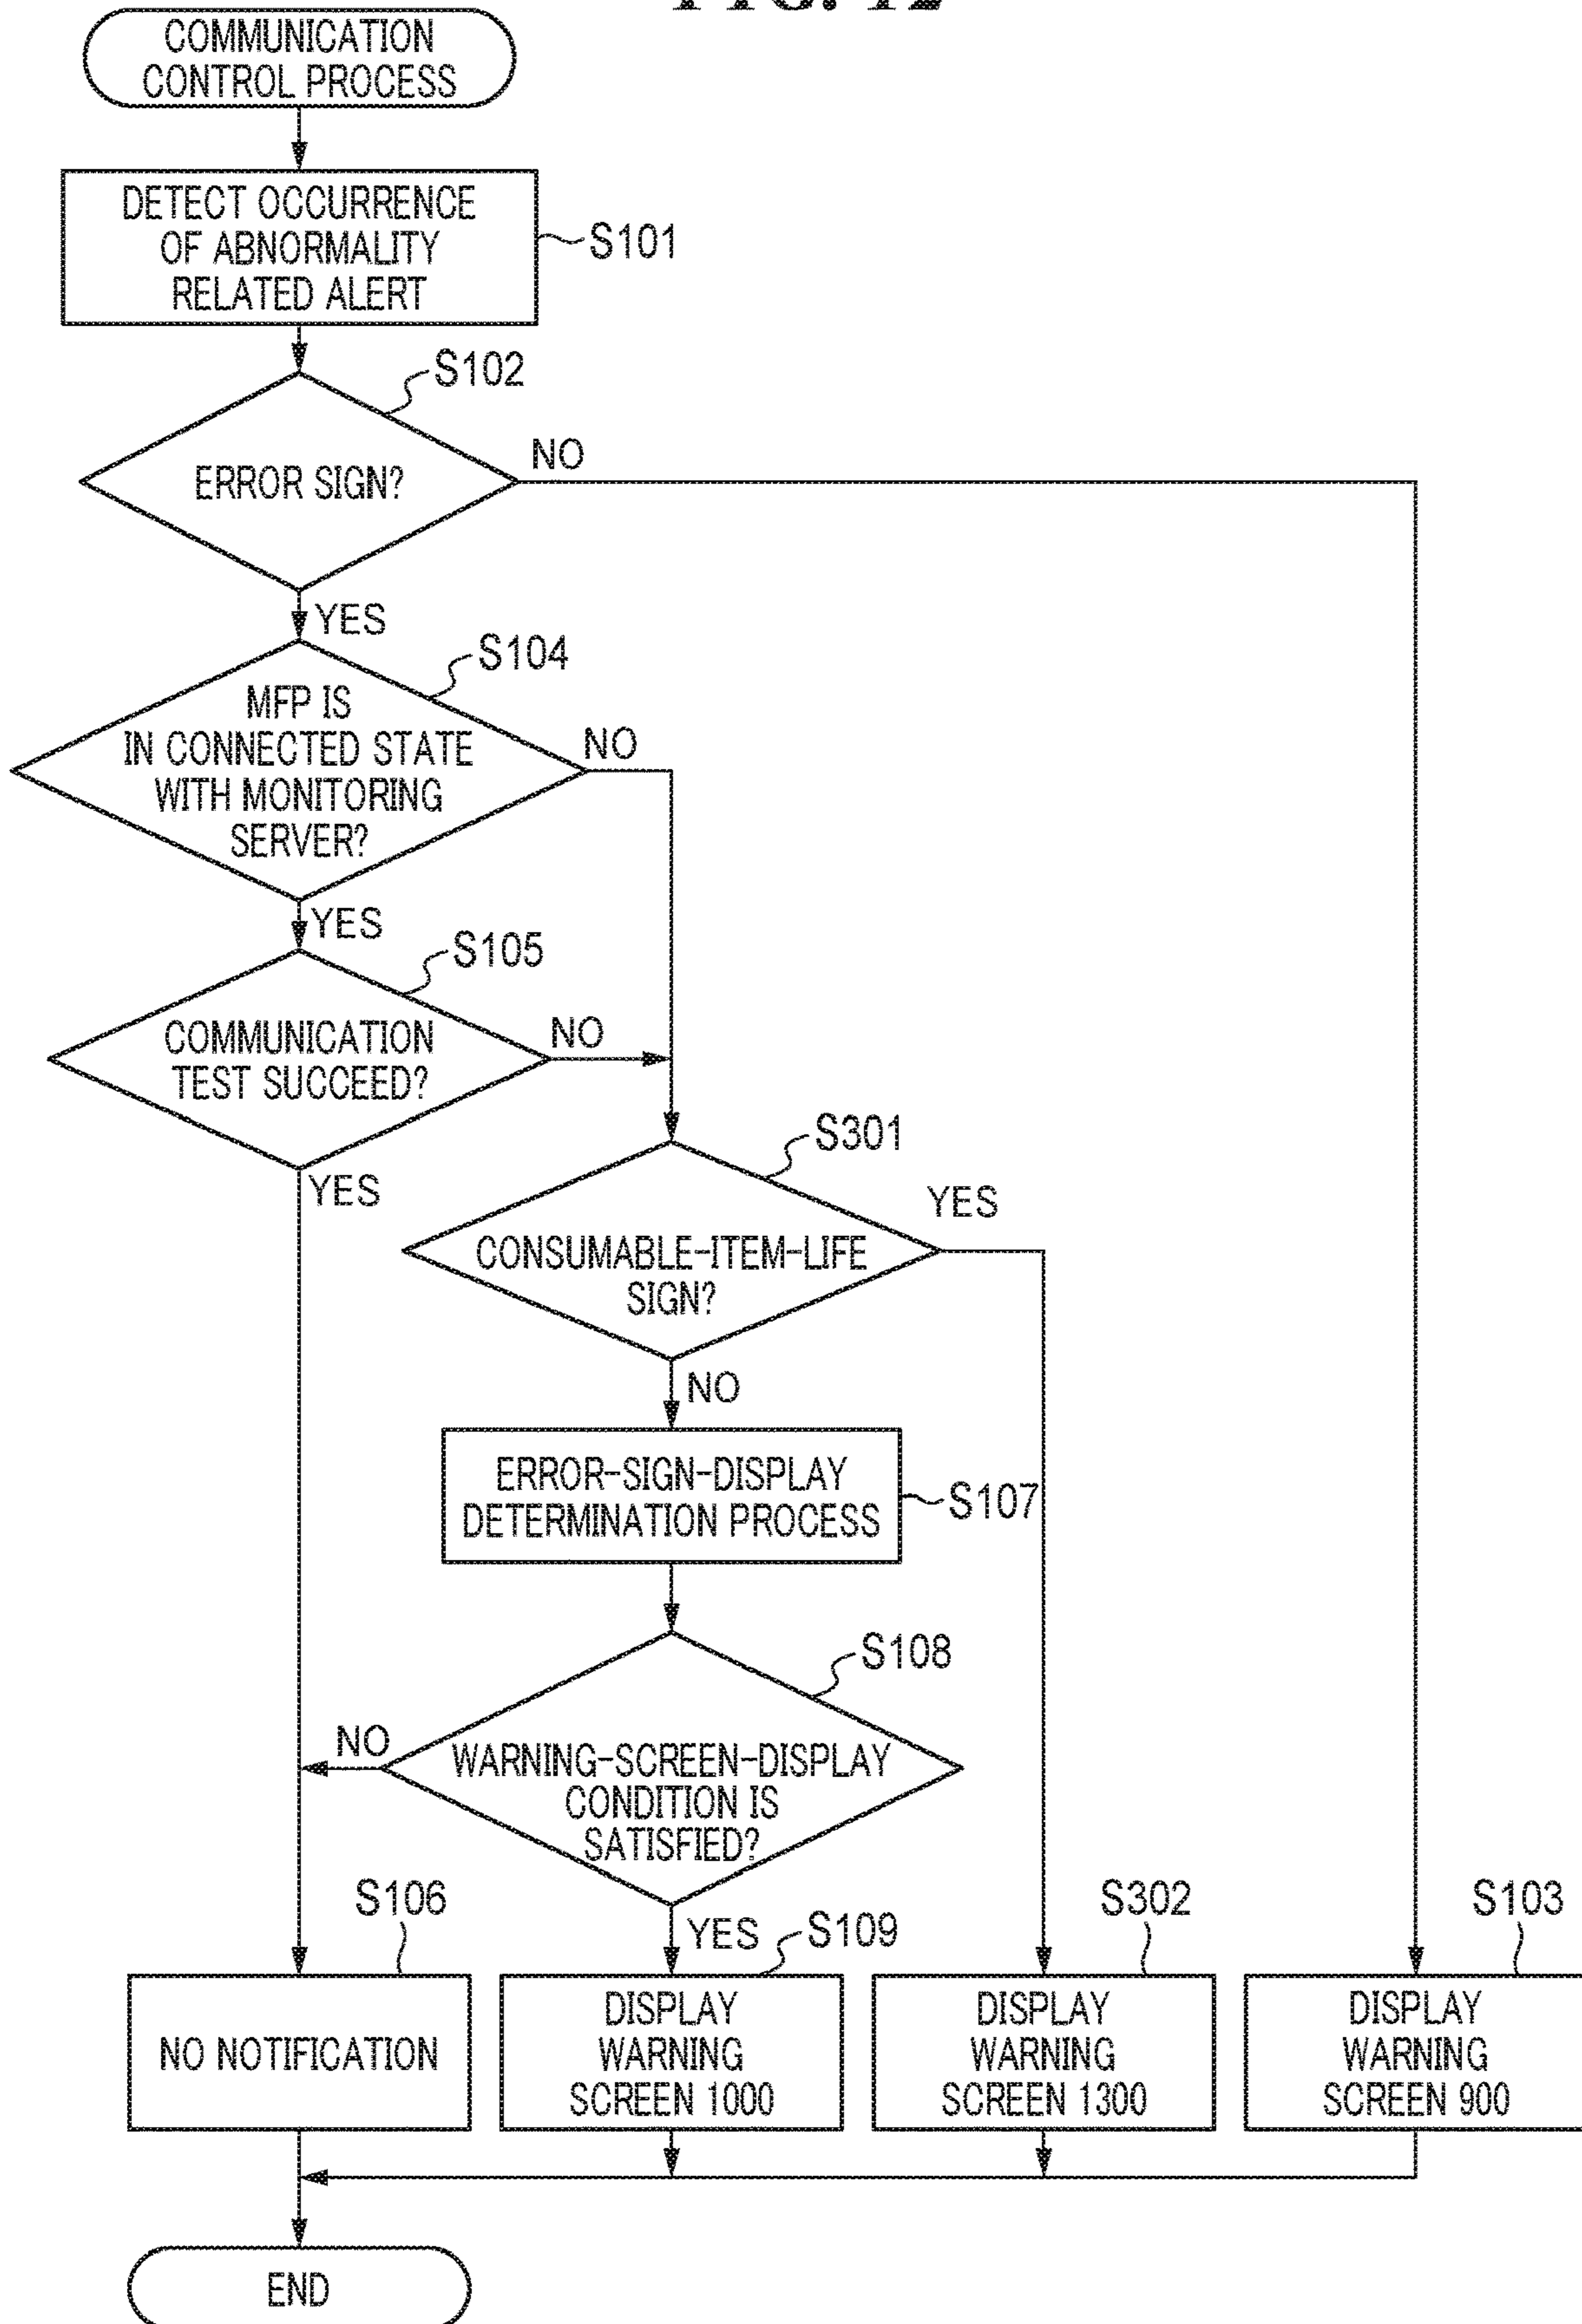 FIG. 12
COMMUNICATION
CONTROL PROCESS
DETECT OCCURRENCE
OF ABNORMALITY
RELATED ALERT
S101
S102
ERROR SIGN?
NO
YES
S104
MFP IS
IN CONNECTED STATE
WITH MONITORING
SERVER?
NO
YES
S105
COMMUNICATION
TEST SUCCEED?
NO
YES
S301
CONSUMABLE-ITEM-LIFE
SIGN?
YES
NO
ERROR-SIGN-DISPLAY
DETERMINATION PROCESS
S107
S108
WARNING-SCREEN-DISPLAY
CONDITION IS
SATISFIED?
NO
YES
S106
NO NOTIFICATION
S109
DISPLAY
WARNING
SCREEN 1000
S302
DISPLAY
WARNING
SCREEN 1300
S103
DISPLAY
WARNING
SCREEN 900
END